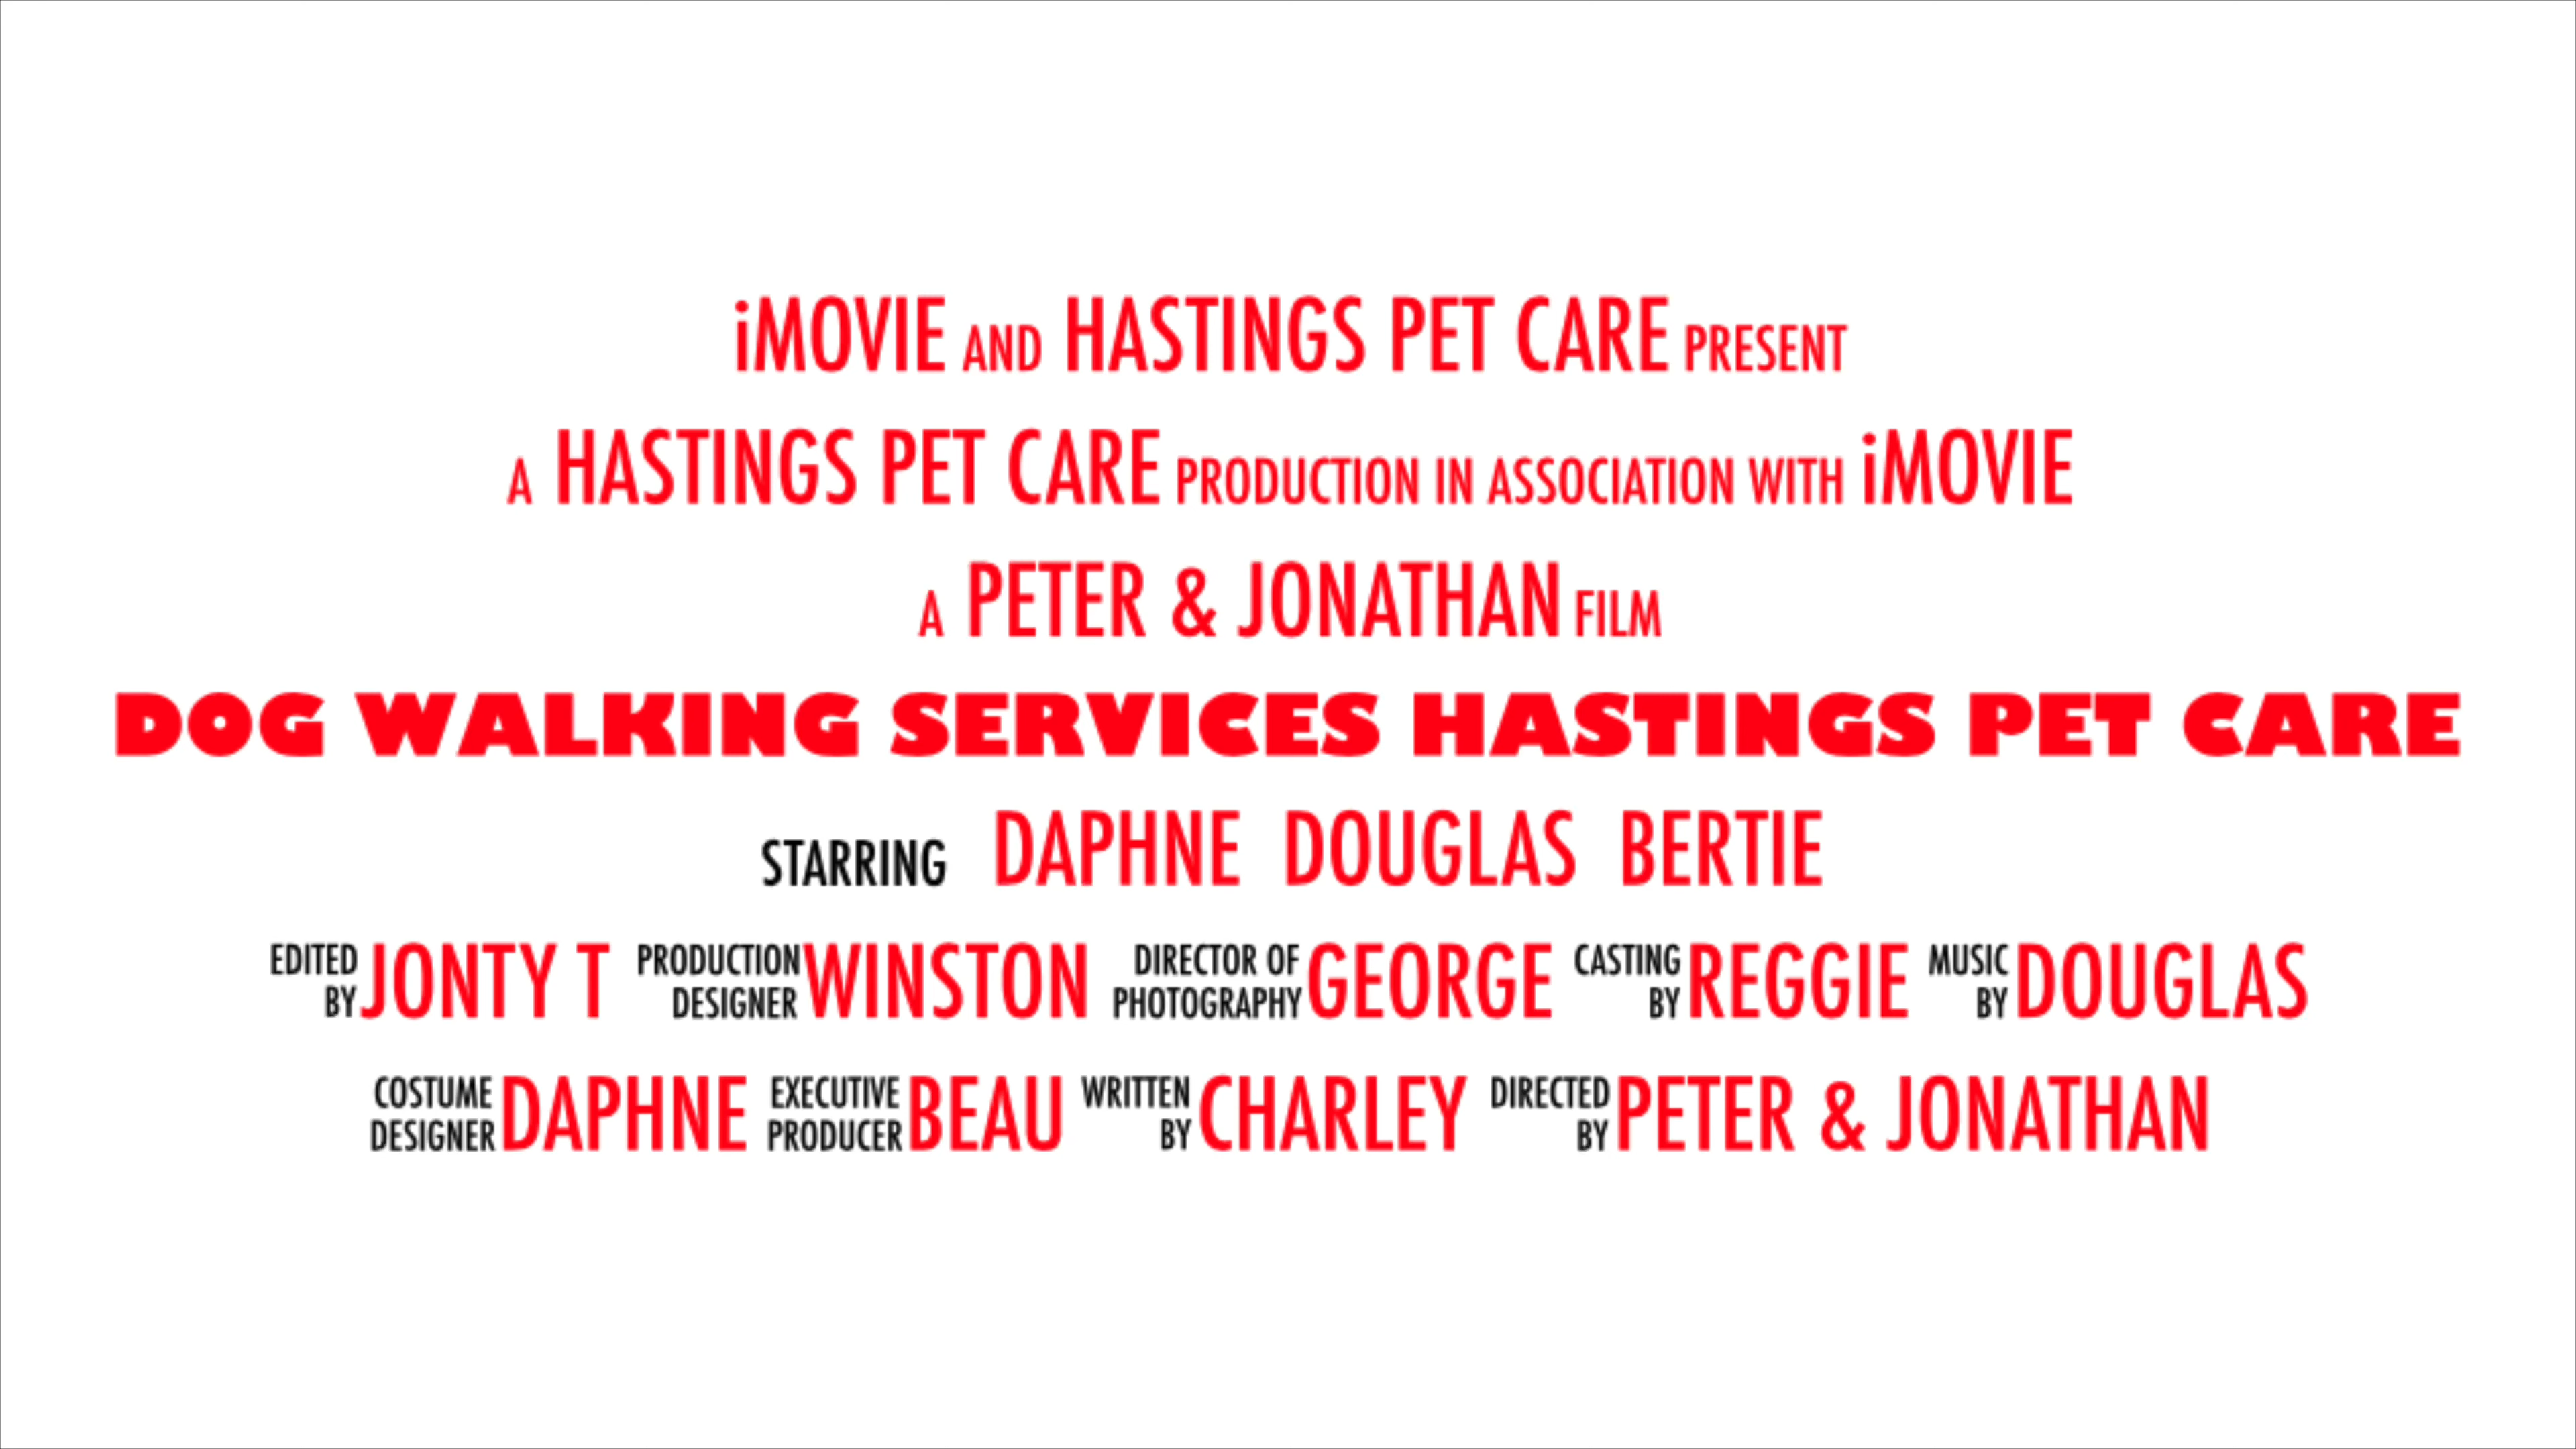 iMOVIE AND HASTINGS PET CARE PRESENT
A HASTINGS PET CARE PRODUCTION IN ASSOCIATION WITH iMOVIE
A PETER & JONATHAN FILM
DOG WALKING SERVICES HASTINGS PET CARE
STARRING DAPHNE DOUGLAS BERTIE
EDITED BY JONTY T PRODUCTION DESIGNER WINSTON DIRECTOR OF PHOTOGRAPHY GEORGE CASTING BY REGGIE MUSIC BY DOUGLAS
COSTUME DESIGNER DAPHNE EXECUTIVE PRODUCER BEAU WRITTEN BY CHARLEY DIRECTED BY PETER & JONATHAN